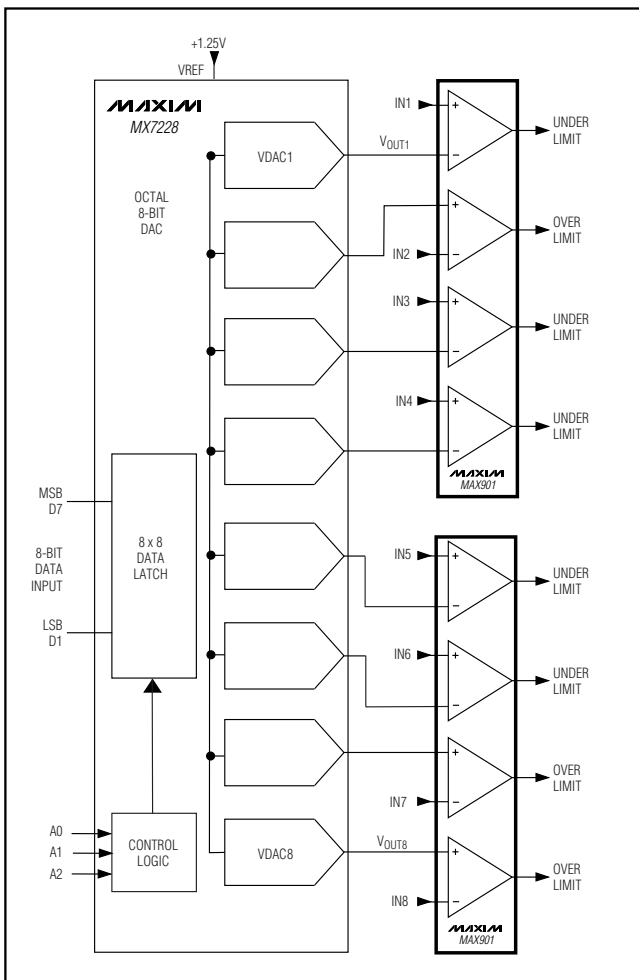 +1.25V
VREF
MAXIM
MX7228
OCTAL
8-BIT
DAC
VDAC1
VOUT1
IN1
+
−
UNDER
LIMIT
+
IN2
−
OVER
LIMIT
IN3
+
−
UNDER
LIMIT
IN4
+
−
UNDER
LIMIT
MAXIM
MAX901
MSB
D7
8-BIT
DATA
INPUT
LSB
D1
8 x 8
DATA
LATCH
IN5
+
−
UNDER
LIMIT
IN6
+
−
UNDER
LIMIT
+
IN7
−
OVER
LIMIT
A0
A1
A2
CONTROL
LOGIC
VDAC8
VOUT8
+
IN8
−
OVER
LIMIT
MAXIM
MAX901